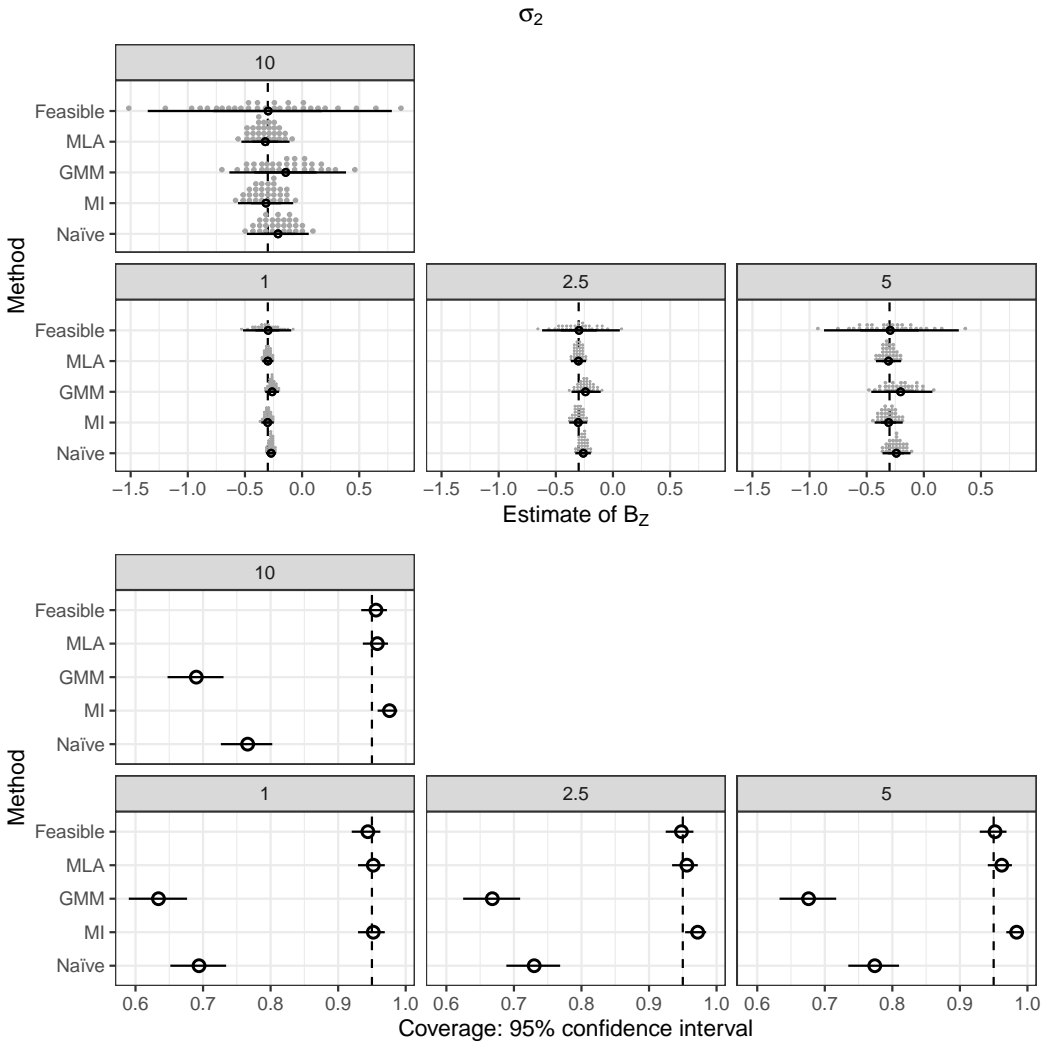 σ2
10
Feasible
MLA
GMM
MI
Naïve
Method
1
2.5
5
Feasible
MLA
GMM
MI
Naïve
−1.5 −1.0 −0.5 0.0 0.5
−1.5 −1.0 −0.5 0.0 0.5
−1.5 −1.0 −0.5 0.0 0.5
Estimate of BZ
10
Feasible
MLA
GMM
MI
Naïve
Method
1
2.5
5
Feasible
MLA
GMM
MI
Naïve
0.6 0.7 0.8 0.9 1.0
0.6 0.7 0.8 0.9 1.0
0.6 0.7 0.8 0.9 1.0
Coverage: 95% confidence interval